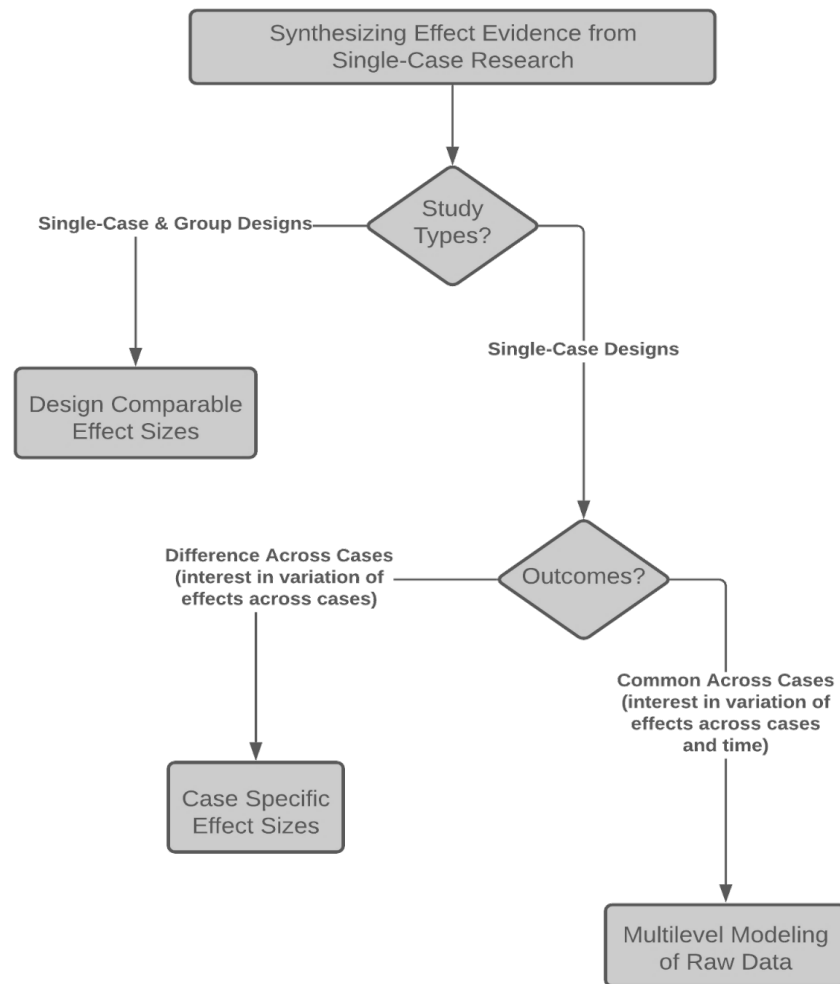 Synthesizing Effect Evidence from
Single-Case Research
Study
Types?
Single-Case & Group Designs
Single-Case Designs
Design Comparable
Effect Sizes
Outcomes?
Difference Across Cases
(interest in variation of
effects across cases)
Common Across Cases
(interest in variation of
effects across cases
and time)
Case Specific
Effect Sizes
Multilevel Modeling
of Raw Data